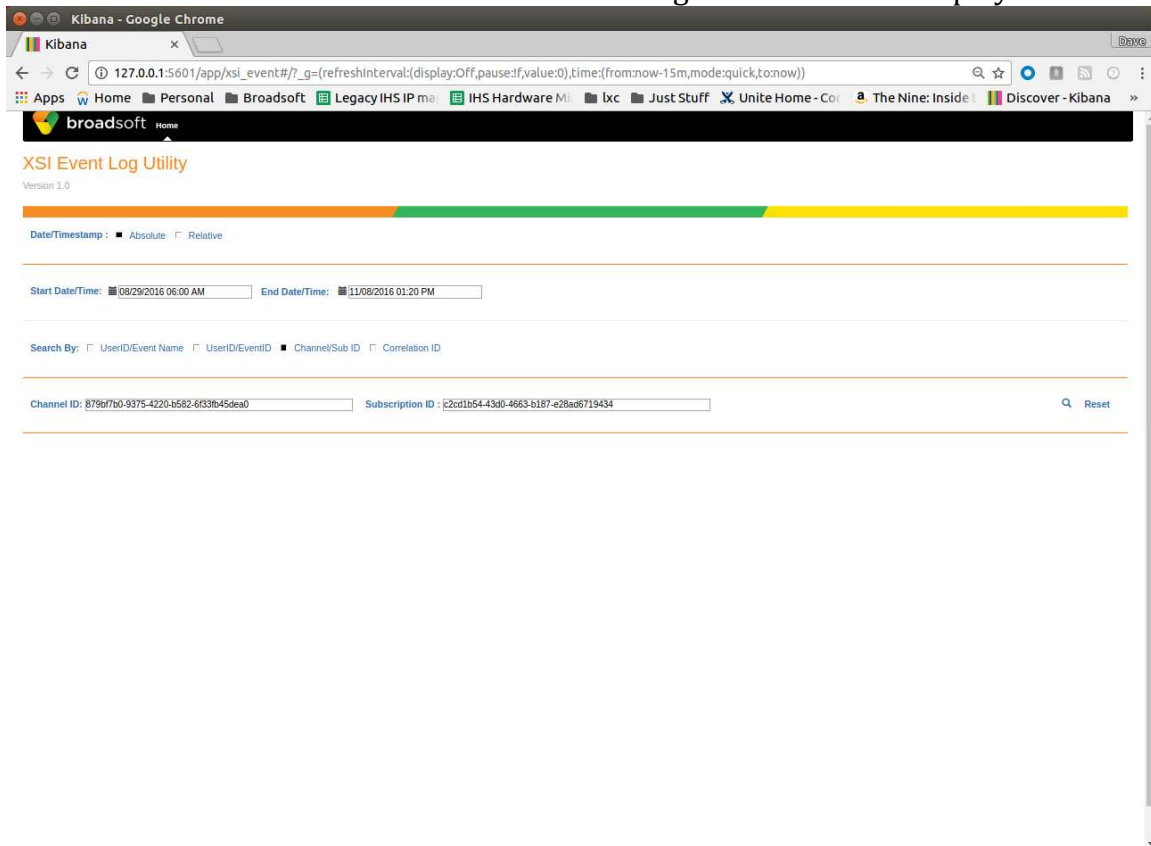 Kibana - Google Chrome
Kibana
Dave
127.0.0.1:5601/app/xsi_event#/?_g=(refreshInterval:(display:Off,pause:!f,value:0),time:(from:now-15m,mode:quick,to:now))
Apps Home Personal Broadsoft Legacy IHS IP ma IHS Hardware Mi lxc Just Stuff Unite Home - Cor The Nine: Inside Discover - Kibana »
broadsoft Home
XSI Event Log Utility
Version 1.0
Date/Timestamp : Absolute Relative
Start Date/Time: 08/29/2016 06:00 AM End Date/Time: 11/08/2016 01:20 PM
Search By: UserID/Event Name UserID/EventID Channel/Sub ID Correlation ID
Channel ID: 879bf7b0-9375-4220-b582-6f33fb45dea0 Subscription ID : c2cd1b54-43d0-4663-b187-e28ad6719434 Reset